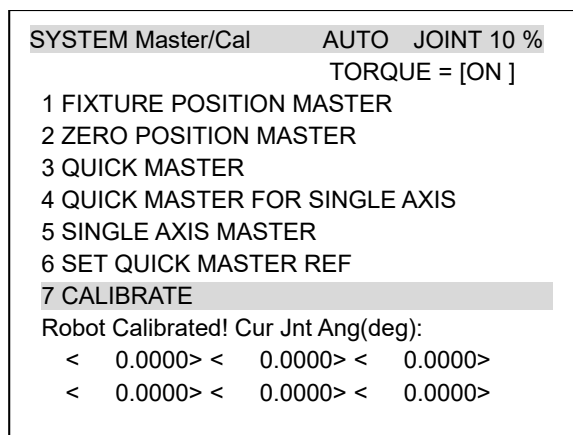 SYSTEM Master/Cal AUTO JOINT 10 %
TORQUE = [ON ]
1 FIXTURE POSITION MASTER
2 ZERO POSITION MASTER
3 QUICK MASTER
4 QUICK MASTER FOR SINGLE AXIS
5 SINGLE AXIS MASTER
6 SET QUICK MASTER REF
7 CALIBRATE
Robot Calibrated! Cur Jnt Ang(deg):
< 0.0000> < 0.0000> < 0.0000>
< 0.0000> < 0.0000> < 0.0000>